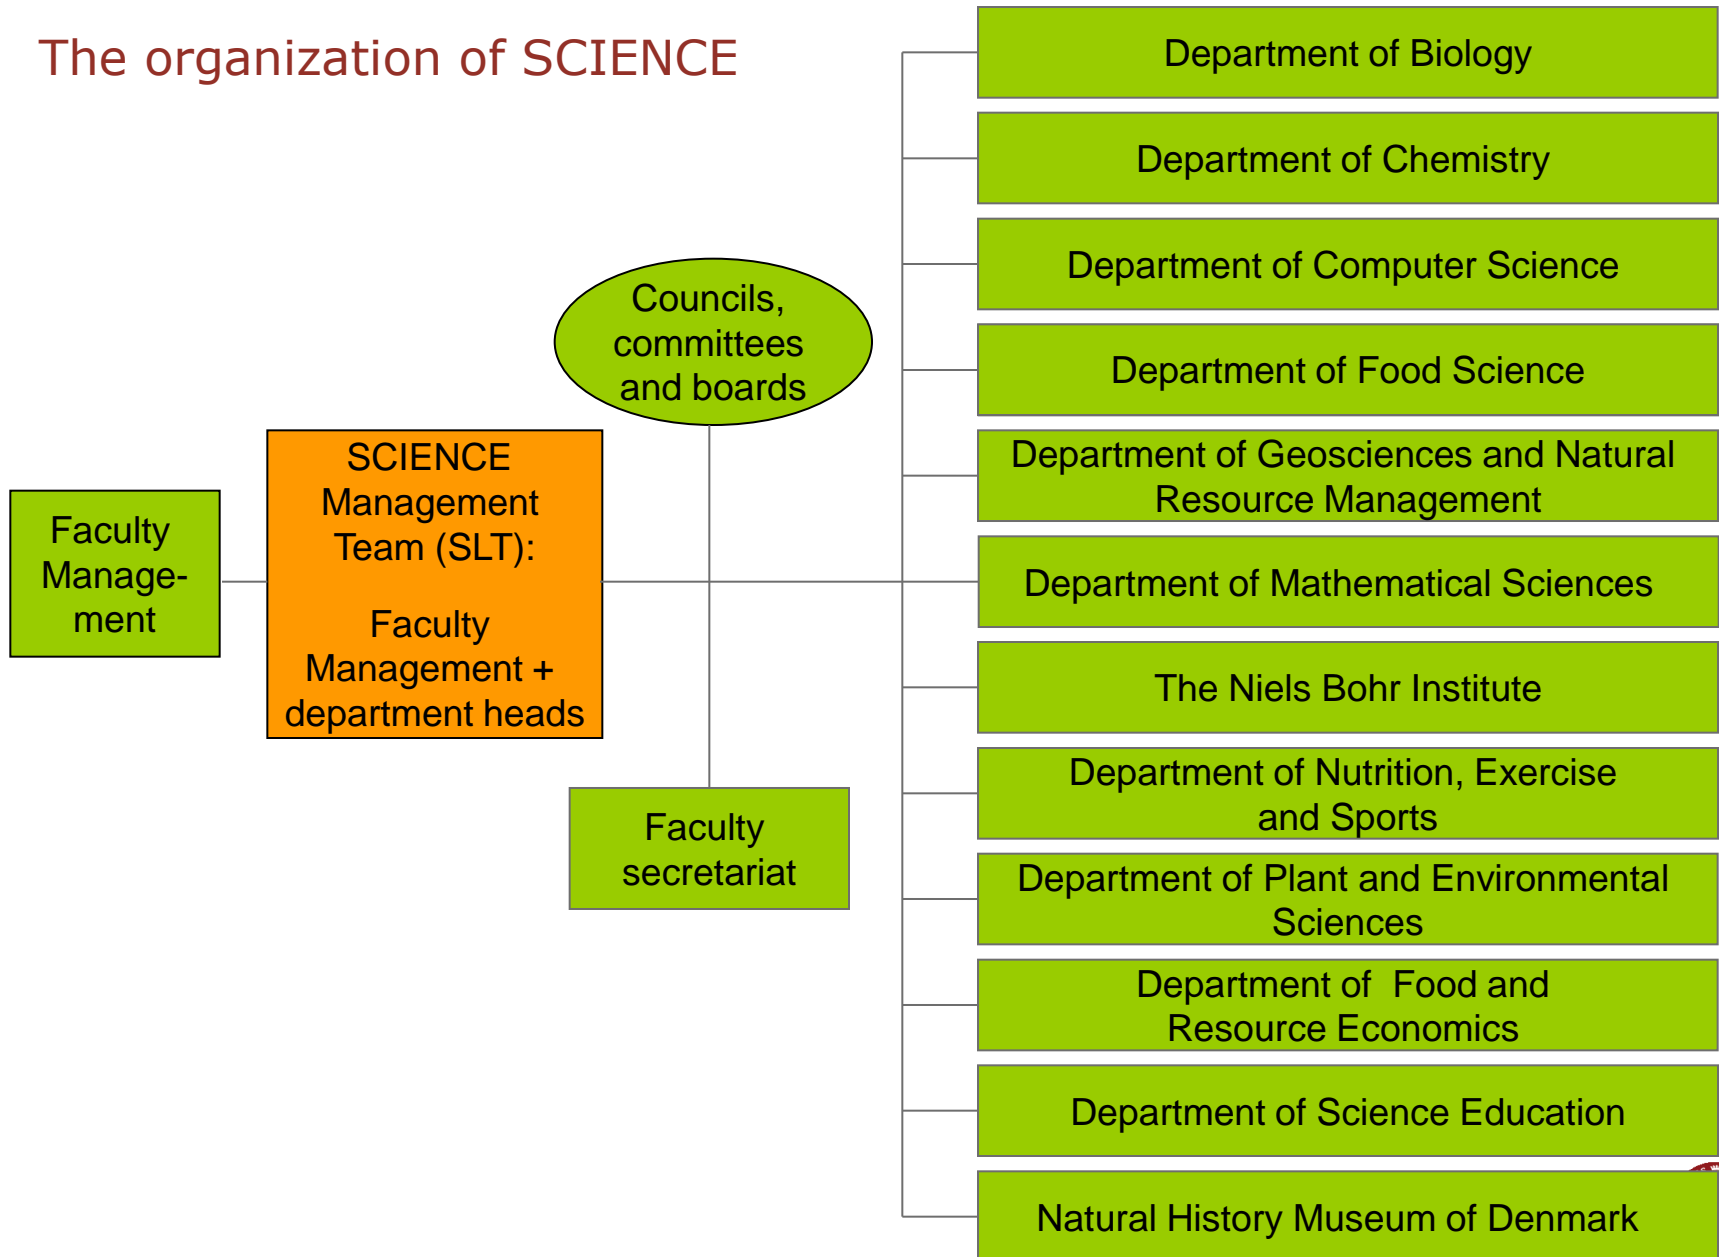 The organization of SCIENCE
Faculty
Manage-
ment
SCIENCE
Management
Team (SLT):
Faculty
Management +
department heads
Councils,
committees
and boards
Faculty
secretariat
Department of Biology
Department of Chemistry
Department of Computer Science
Department of Food Science
Department of Geosciences and Natural
Resource Management
Department of Mathematical Sciences
The Niels Bohr Institute
Department of Nutrition, Exercise
and Sports
Department of Plant and Environmental
Sciences
Department of  Food and
Resource Economics
Department of Science Education
Natural History Museum of Denmark